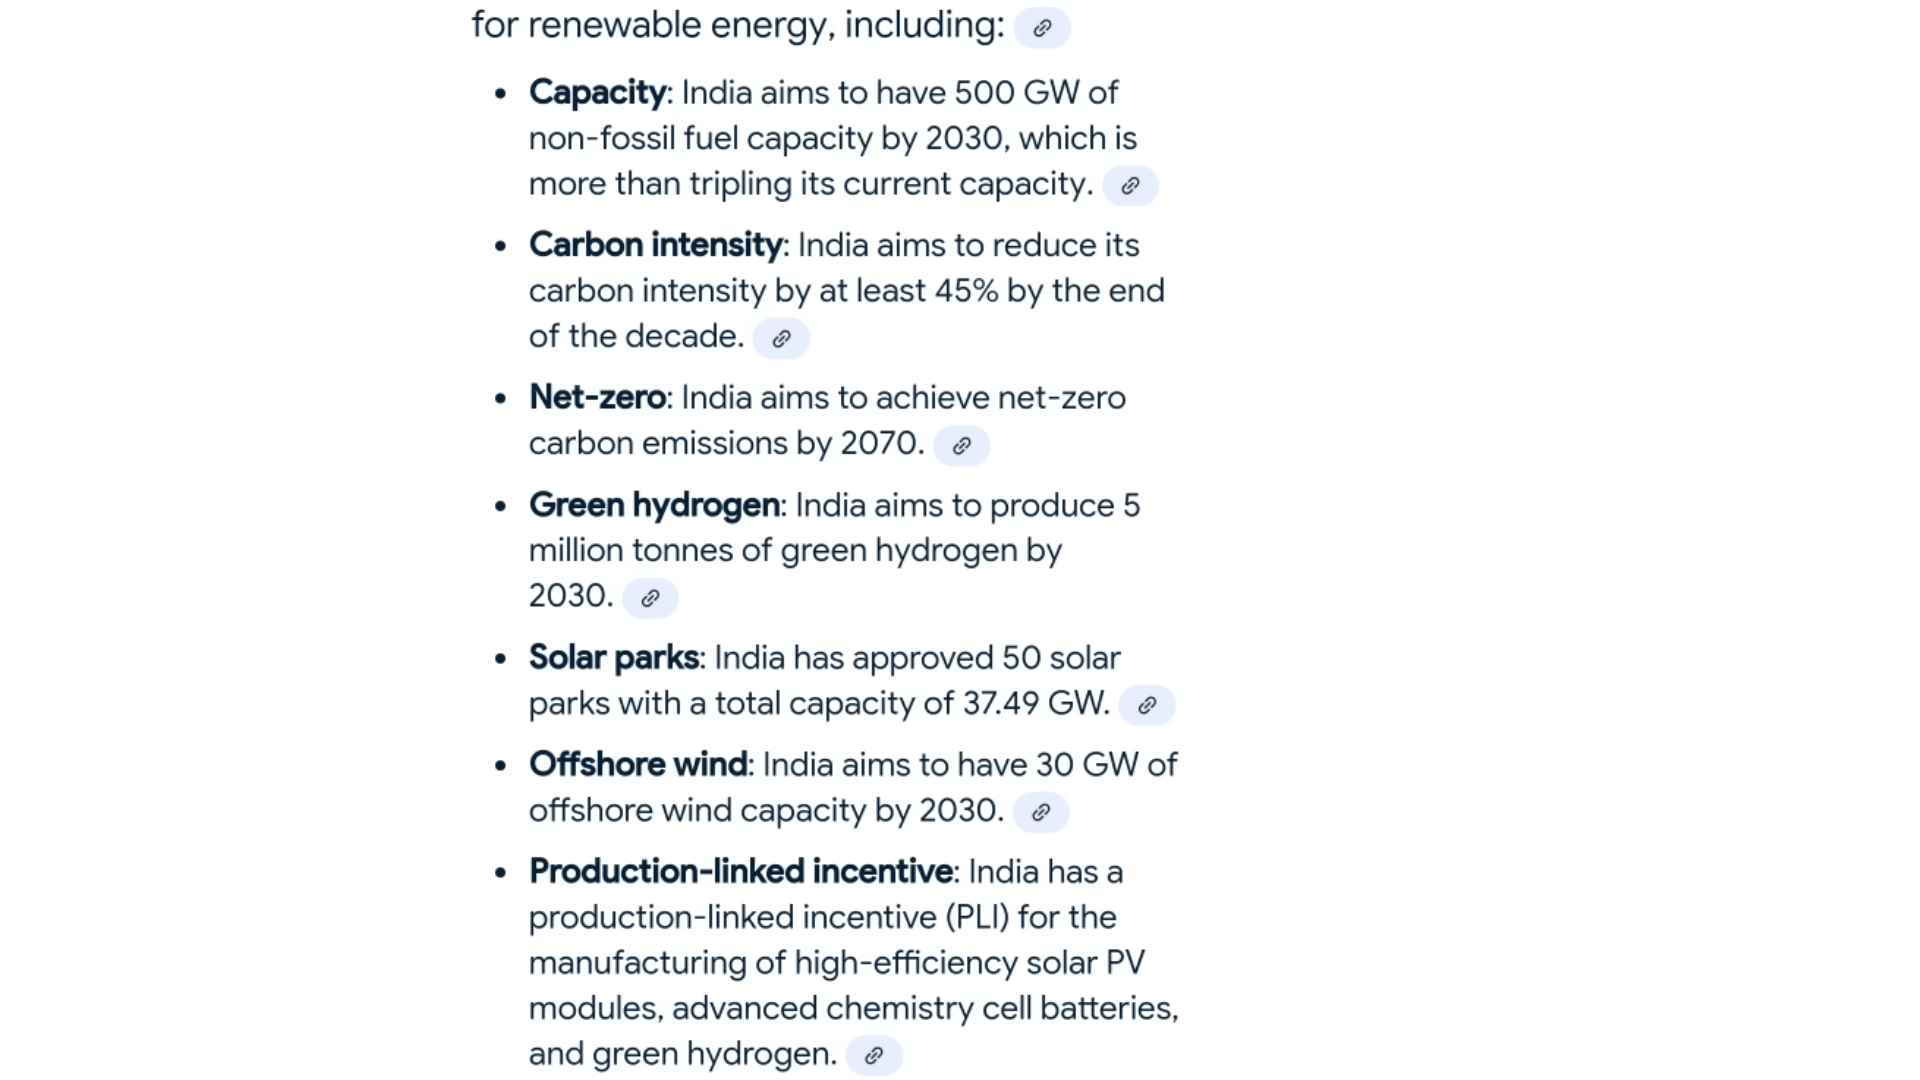 for renewable energy, including:
• Capacity: India aims to have 500 GW of
non-fossil fuel capacity by 2030, which is
more than tripling its current capacity.
• Carbon intensity: India aims to reduce its
carbon intensity by at least 45% by the end
of the decade.
• Net-zero: India aims to achieve net-zero
carbon emissions by 2070.
• Green hydrogen: India aims to produce 5
million tonnes of green hydrogen by
2030.
• Solar parks: India has approved 50 solar
parks with a total capacity of 37.49 GW.
• Offshore wind: India aims to have 30 GW of
offshore wind capacity by 2030.
• Production-linked incentive: India has a
production-linked incentive (PLI) for the
manufacturing of high-efficiency solar PV
modules, advanced chemistry cell batteries,
and green hydrogen.